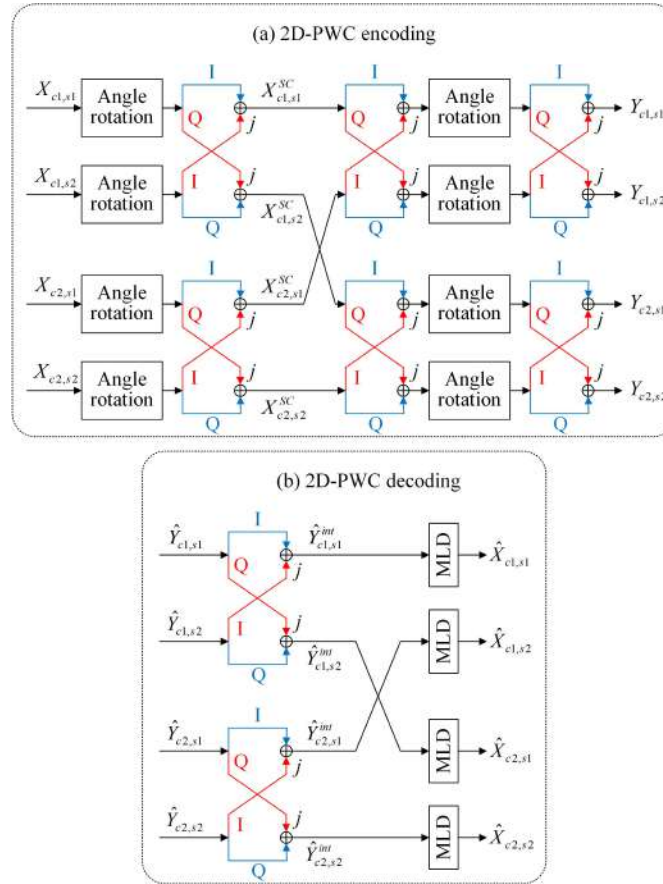 (a) 2D-PWC encoding
I I I
X_{c1,s1} Angle rotation Q j X^{SC}_{c1,s1} Q j Angle rotation Q j Y_{c1,s1}
X_{c1,s2} Angle rotation I j X^{SC}_{c1,s2} I j Angle rotation I j Y_{c1,s2}
Q Q Q
I I I
X_{c2,s1} Angle rotation Q j X^{SC}_{c2,s1} Q j Angle rotation Q j Y_{c2,s1}
X_{c2,s2} Angle rotation I j X^{SC}_{c2,s2} I j Angle rotation I j Y_{c2,s2}
Q Q Q
(b) 2D-PWC decoding
I
Ŷ_{c1,s1} Q j Ŷ^{int}_{c1,s1} MLD X̂_{c1,s1}
Ŷ_{c1,s2} I j Ŷ^{int}_{c1,s2} MLD X̂_{c1,s2}
Q
I
Ŷ_{c2,s1} Q j Ŷ^{int}_{c2,s1} MLD X̂_{c2,s1}
Ŷ_{c2,s2} I j Ŷ^{int}_{c2,s2} MLD X̂_{c2,s2}
Q